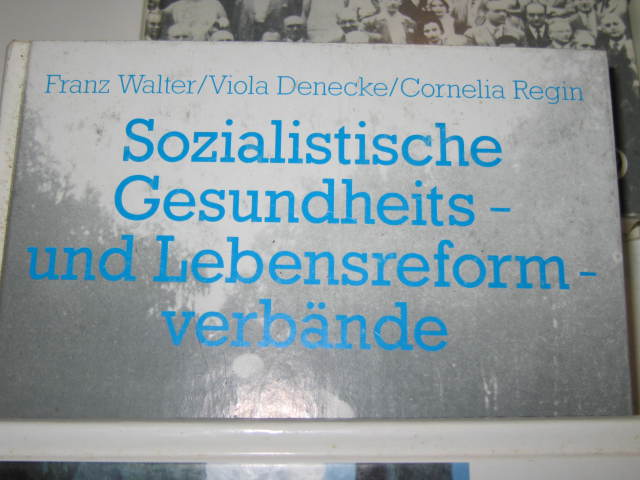 Franz Walter/Viola Denecke/Cornelia Regin
Sozialistische
Gesundheits-
und Lebensreform-
verbände